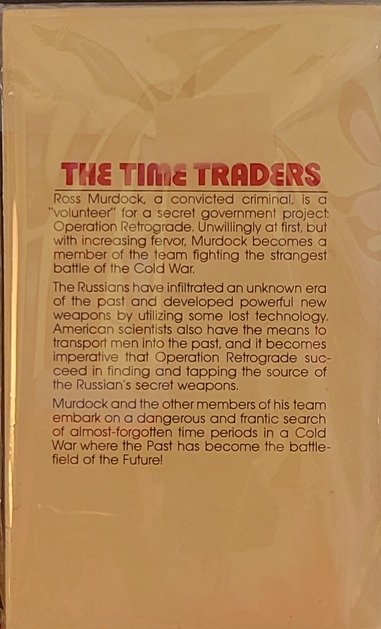 THE TIME TRADERS
Ross Murdock, a convicted criminal, is a
"volunteer" for a secret government project:
Operation Retrograde. Unwillingly at first, but
with increasing fervor, Murdock becomes a
member of the team fighting the strangest
battle of the Cold War.
The Russians have infiltrated an unknown era
of the past and developed powerful new
weapons by utilizing some lost technology.
American scientists also have the means to
transport men into the past, and it becomes
imperative that Operation Retrograde suc-
ceed in finding and tapping the source of
the Russian's secret weapons.
Murdock and the other members of his team
embark on a dangerous and frantic search
of almost-forgotten time periods in a Cold
War where the Past has become the battle-
field of the Future!